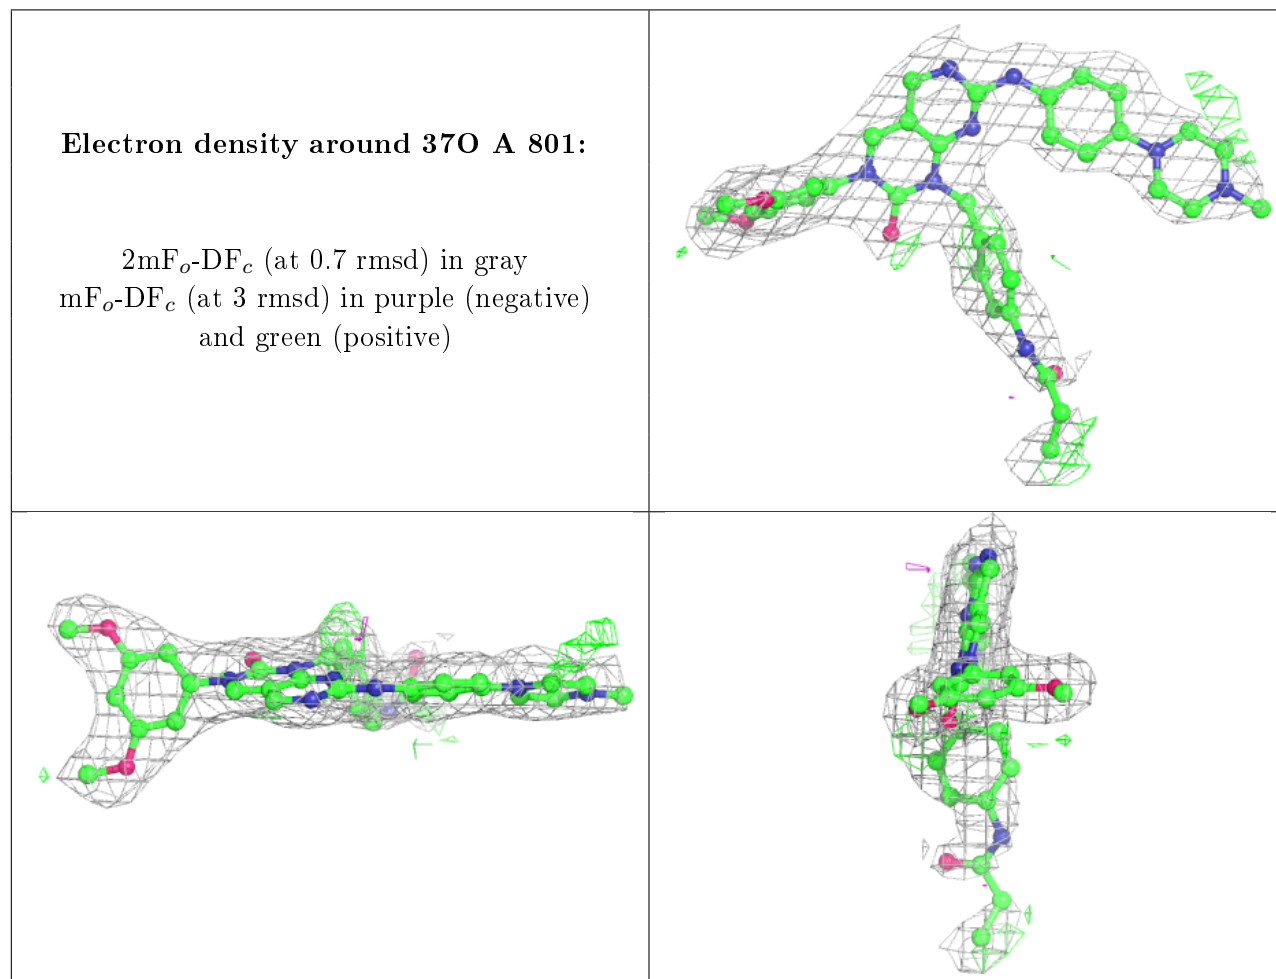 Electron density around 37O A 801:
2mFo-DFc (at 0.7 rmsd) in gray
mFo-DFc (at 3 rmsd) in purple (negative)
and green (positive)